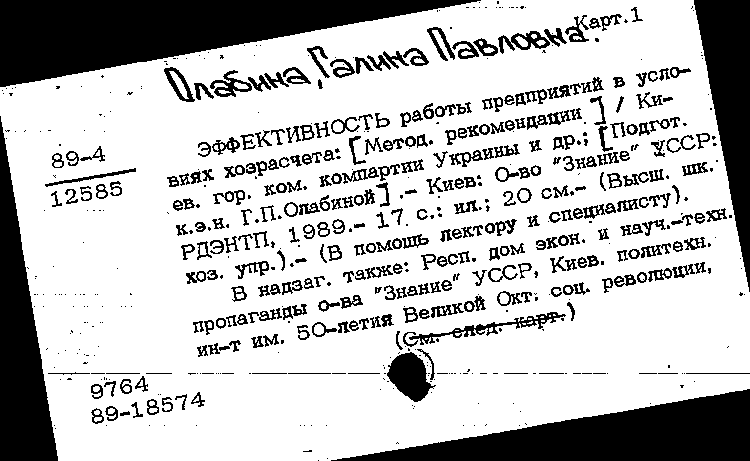 Карт.1
Олабина, Галина Павловна.
89-4
12585
ЭФФЕКТИВНОСТЬ работы предприятий в усло-
виях хозрасчета: [Метод. рекомендации] / Ки-
ев. гор. ком. компартии Украины и др.; [Подгот.
к.э.н. Г.П.Олабиной].- Киев: О-во "Знание" УССР:
РДЭНТП, 1989.- 17 с.: ил.; 20 см.- (Высш. шк.
хоз. упр.).- (В помощь лектору и специалисту).
В надзаг. также: Респ. дом экон. и науч.-техн.
пропаганды о-ва "Знание" УССР, Киев. политехн.
ин-т им. 50-летия Великой Окт. соц. революции,
(См. след. карт.)
9764
89-18574